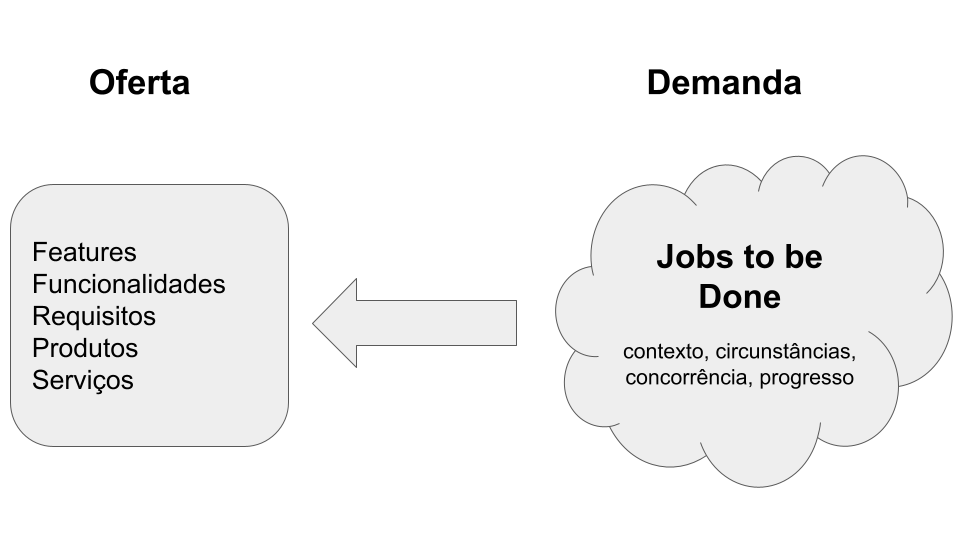 Oferta
Demanda
Features
Funcionalidades
Requisitos
Produtos
Serviços
Jobs to be
Done
contexto, circunstâncias,
concorrência, progresso